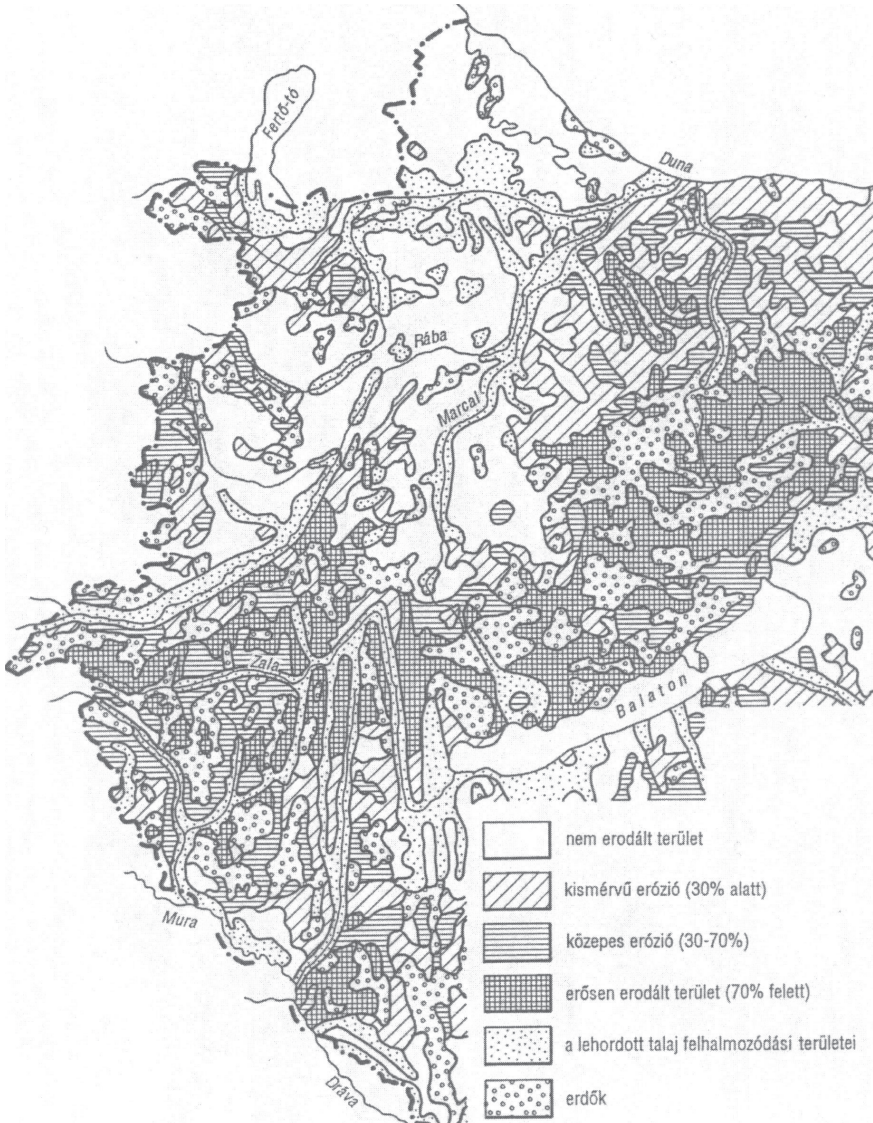 Fertő-tó
Duna
Rába
Marcal
Zala
Balaton
Mura
Dráva
nem erodált terület
kismérvű erózió (30% alatt)
közepes erózió (30-70%)
erősen erodált terület (70% felett)
a lehordott talaj felhalmozódási területei
erdők